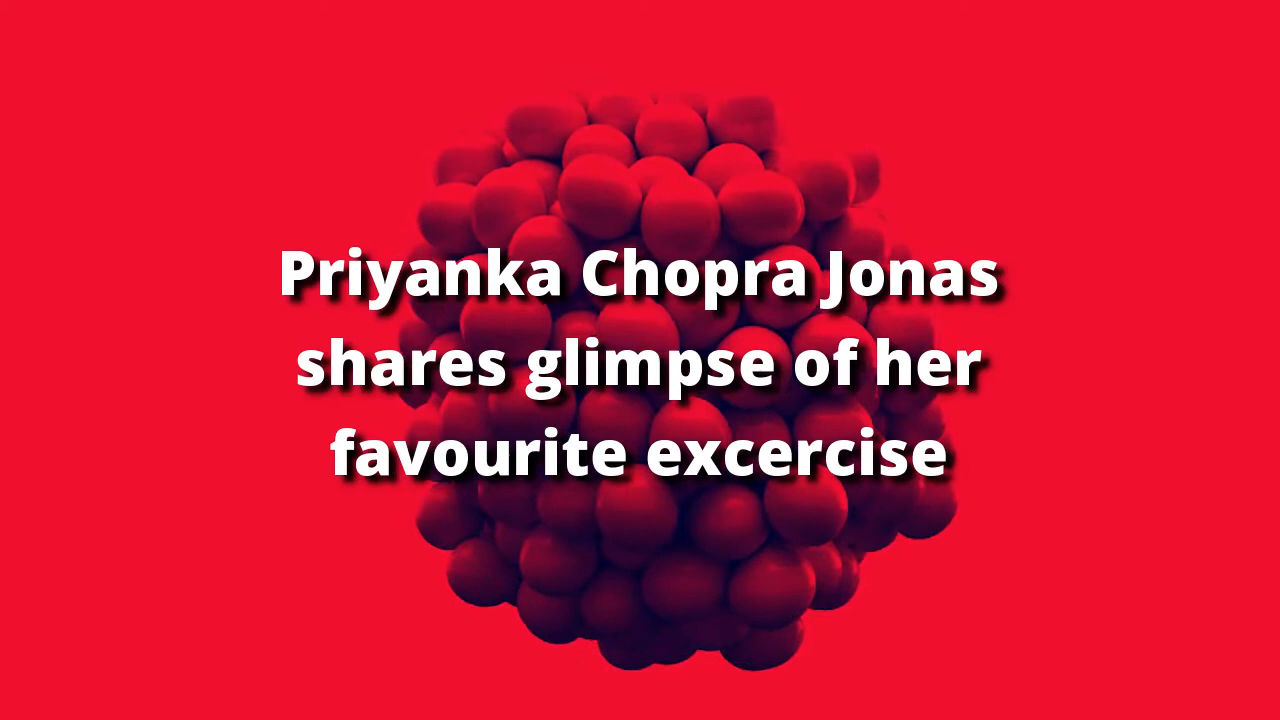 Priyanka Chopra Jonas
shares glimpse of her
favourite excercise